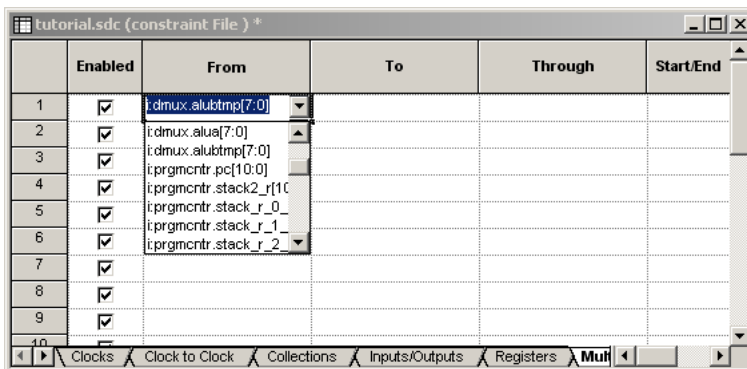 tutorial.sdc (constraint File ) *
Enabled From To Through Start/End
1 i:dmux.alubtmp[7:0]
2 i:dmux.alua[7:0]
i:dmux.alubtmp[7:0]
3 i:prgmcntr.pc[10:0]
4 i:prgmcntr.stack2_r[10
5 i:prgmcntr.stack_r_0_
i:prgmcntr.stack_r_1_
6 i:prgmcntr.stack_r_2_
7
8
9
10
Clocks Clock to Clock Collections Inputs/Outputs Registers Mult